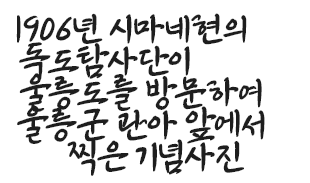 1906년 시마네현의
독도탐사단이
울릉도를 방문하여
울릉군 관아 앞에서
찍은 기념사진